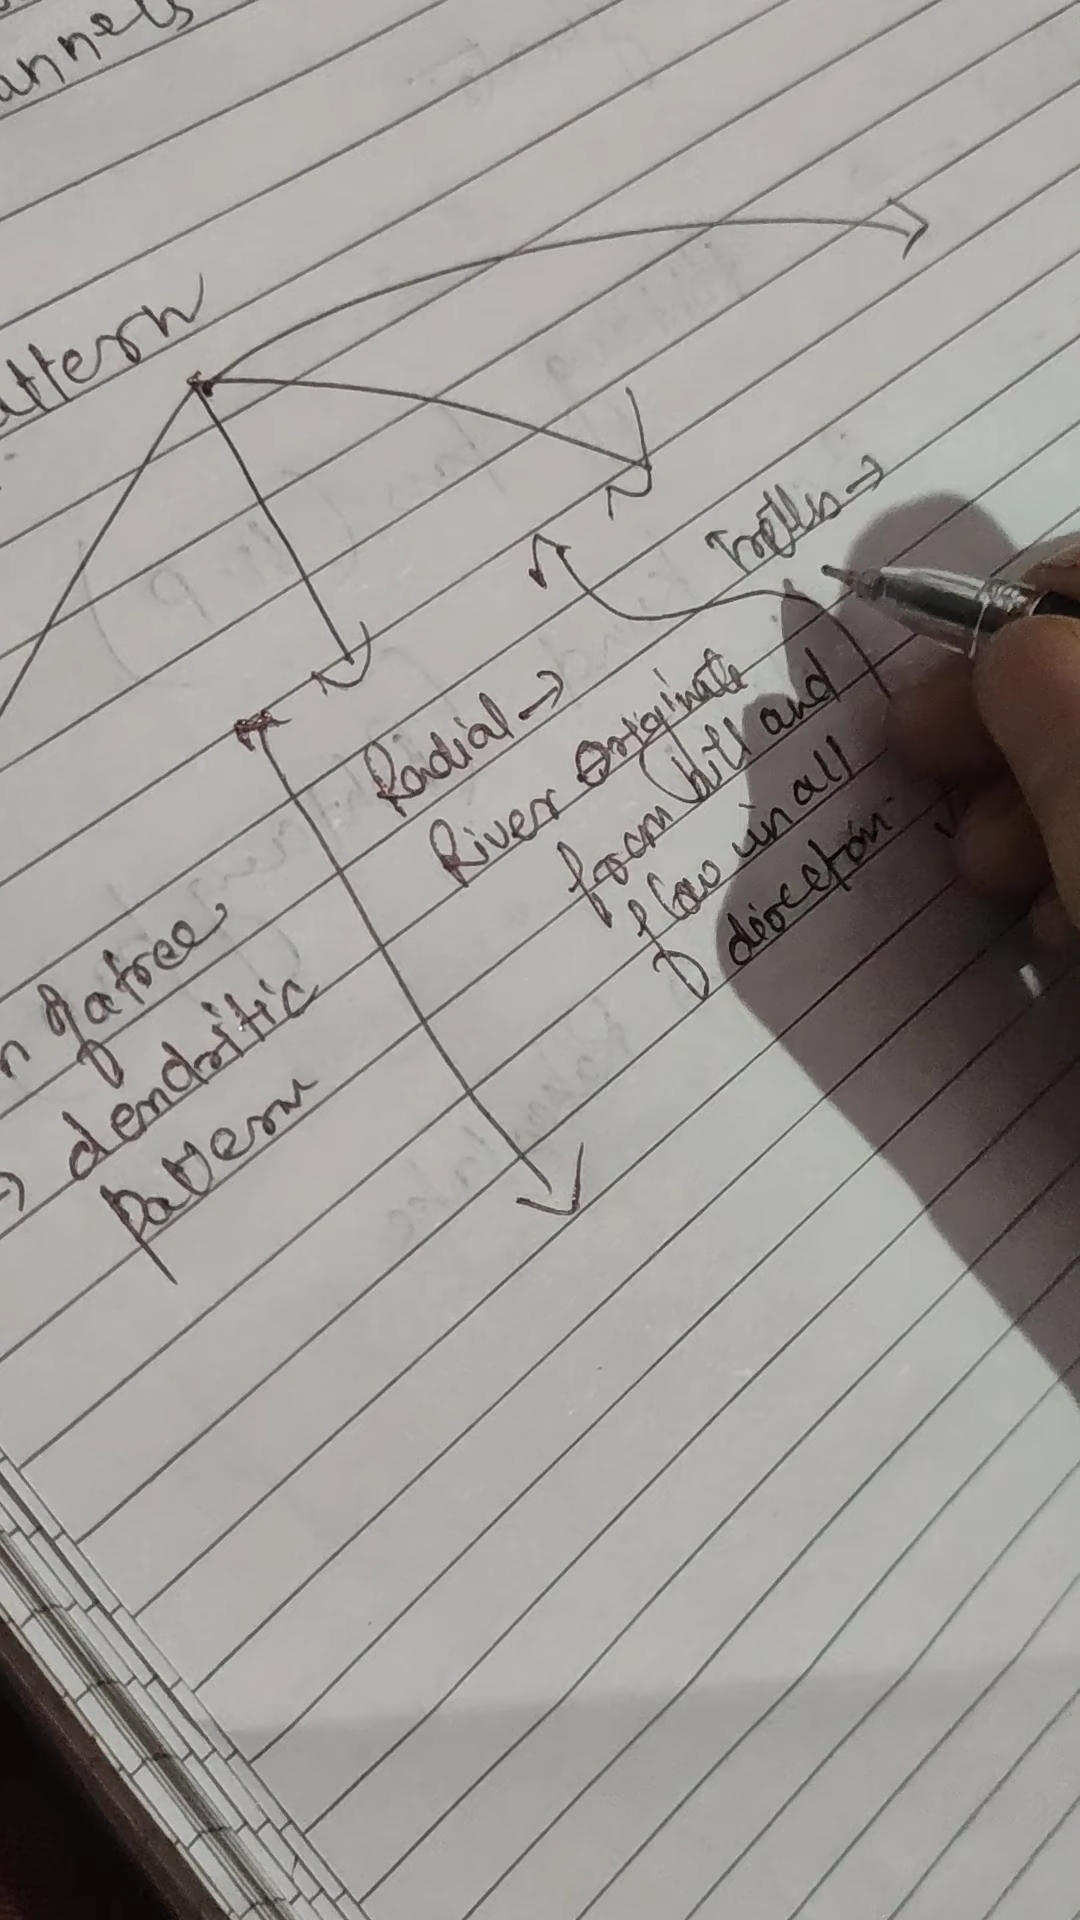 annels
attern
Trellis →
Radial →
River Originate
from hill and
flow in all
direction.
n of a tree
→ dendritic
pattern